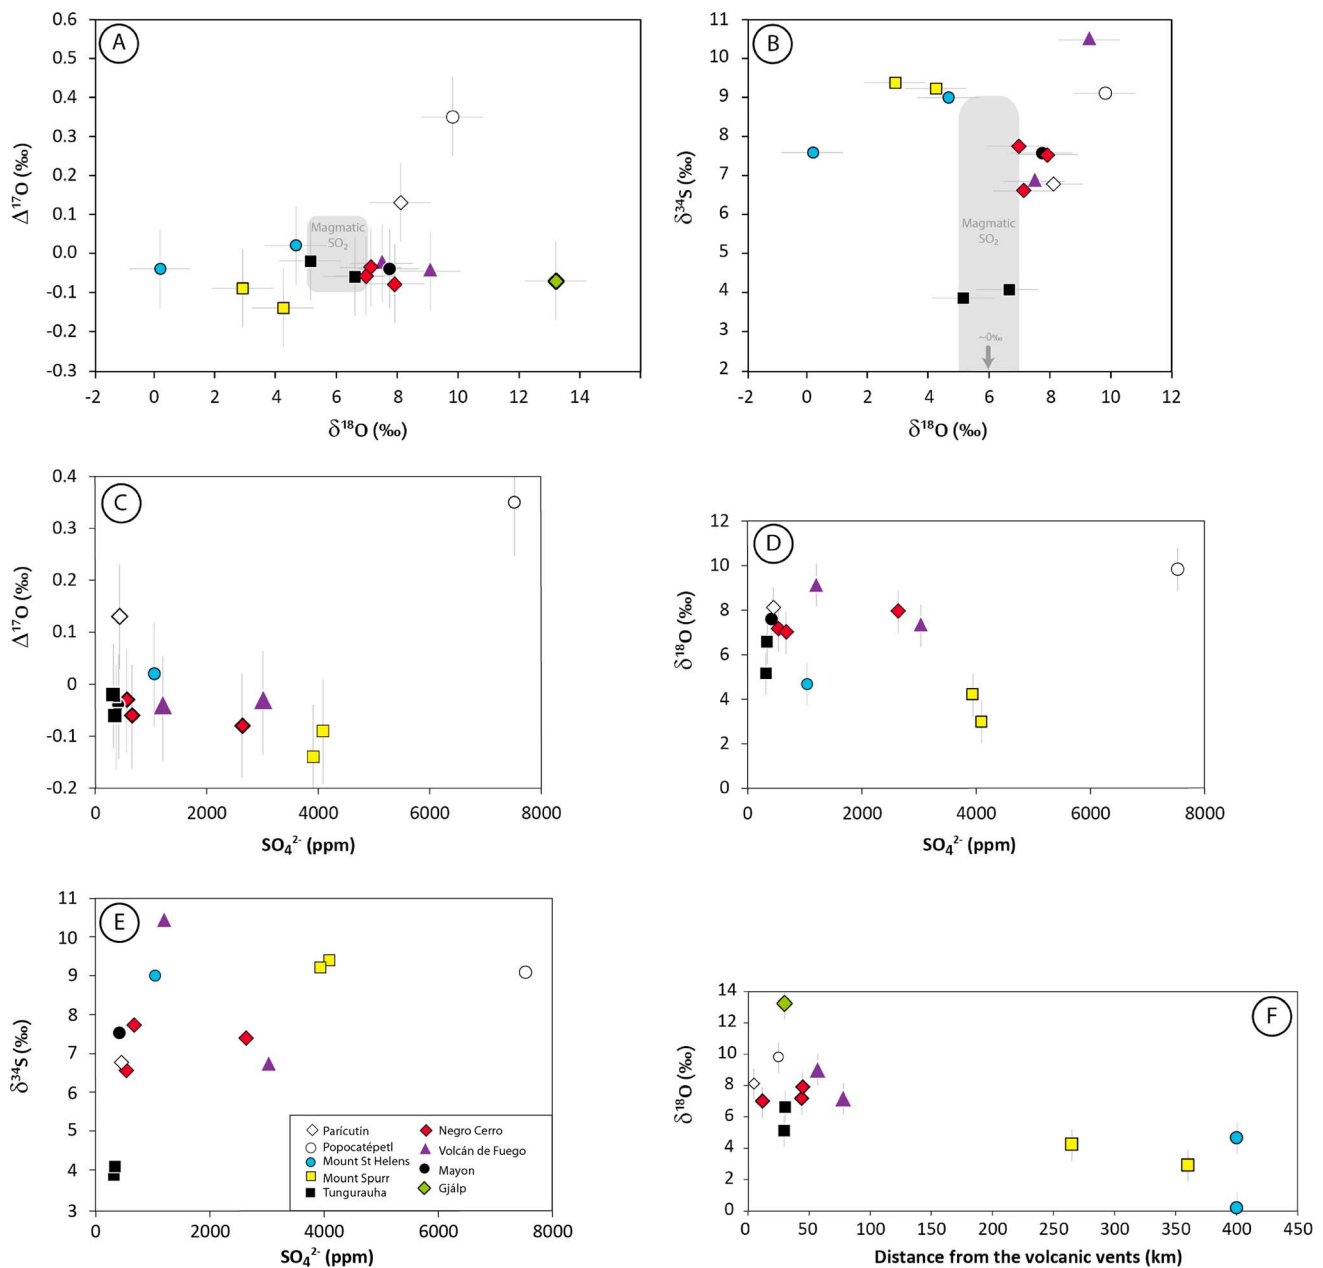 A
0.6
0.5
0.4
0.3
0.2
0.1
0.0
-0.1
-0.2
-0.3
Δ¹⁷O (‰)
Magmatic
SO₂
-2 0 2 4 6 8 10 12 14
δ¹⁸O (‰)
B
11
10
9
8
7
6
5
4
3
2
δ³⁴S (‰)
Magmatic
SO₂
~0‰
-2 0 2 4 6 8 10 12
δ¹⁸O (‰)
C
0.4
0.3
0.2
0.1
0
-0.1
-0.2
Δ¹⁷O (‰)
0 2000 4000 6000 8000
SO₄²⁻ (ppm)
D
12
10
8
6
4
2
0
δ¹⁸O (‰)
0 2000 4000 6000 8000
SO₄²⁻ (ppm)
E
11
10
9
8
7
6
5
4
3
δ³⁴S (‰)
Parícutin
Popocatépetl
Mount St Helens
Mount Spurr
Tungurauha
Negro Cerro
Volcán de Fuego
Mayon
Gjálp
0 2000 4000 6000 8000
SO₄²⁻ (ppm)
F
14
12
10
8
6
4
2
0
δ¹⁸O (‰)
0 50 100 150 200 250 300 350 400 450
Distance from the volcanic vents (km)